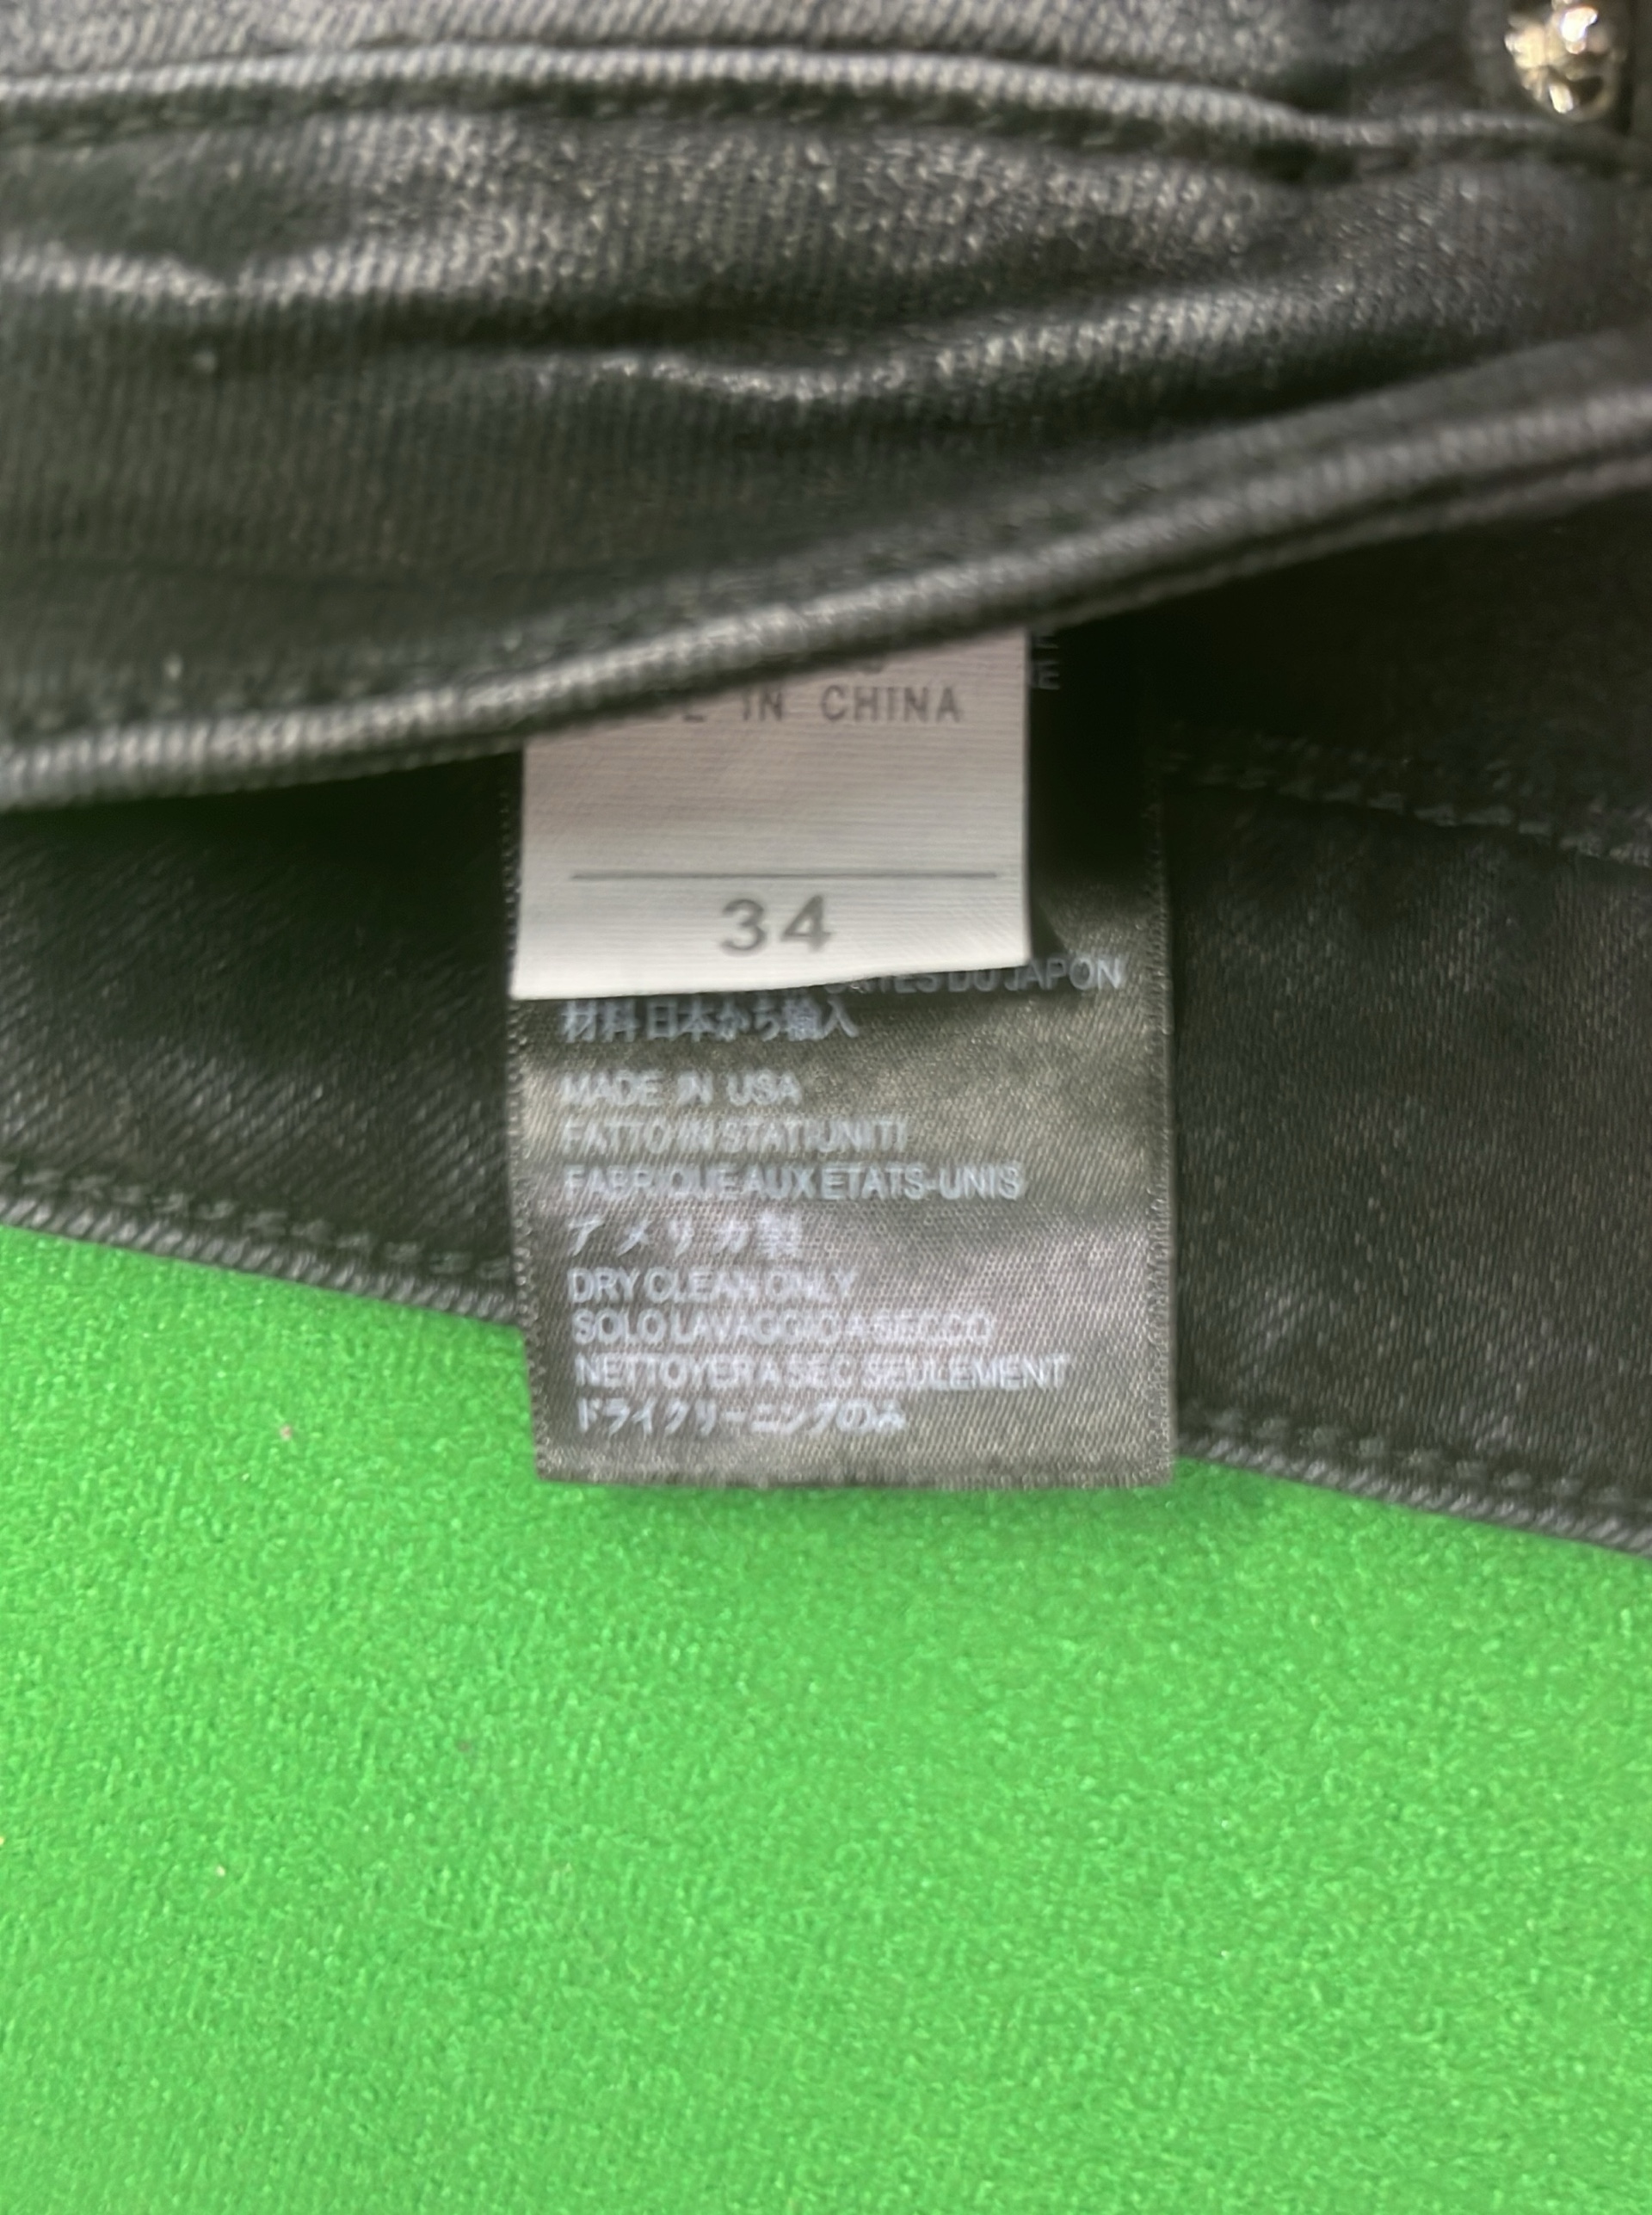 IN CHINA
34
DU JAPON
材料日本から輸入
MADE IN USA
FATTO IN STATI UNITI
FABRIQUE AUX ETATS-UNIS
アメリカ製
DRY CLEAN ONLY
SOLO LAVAGGIO A SECCO
NETTOYER A SEC SEULEMENT
ドライクリーニングのみ